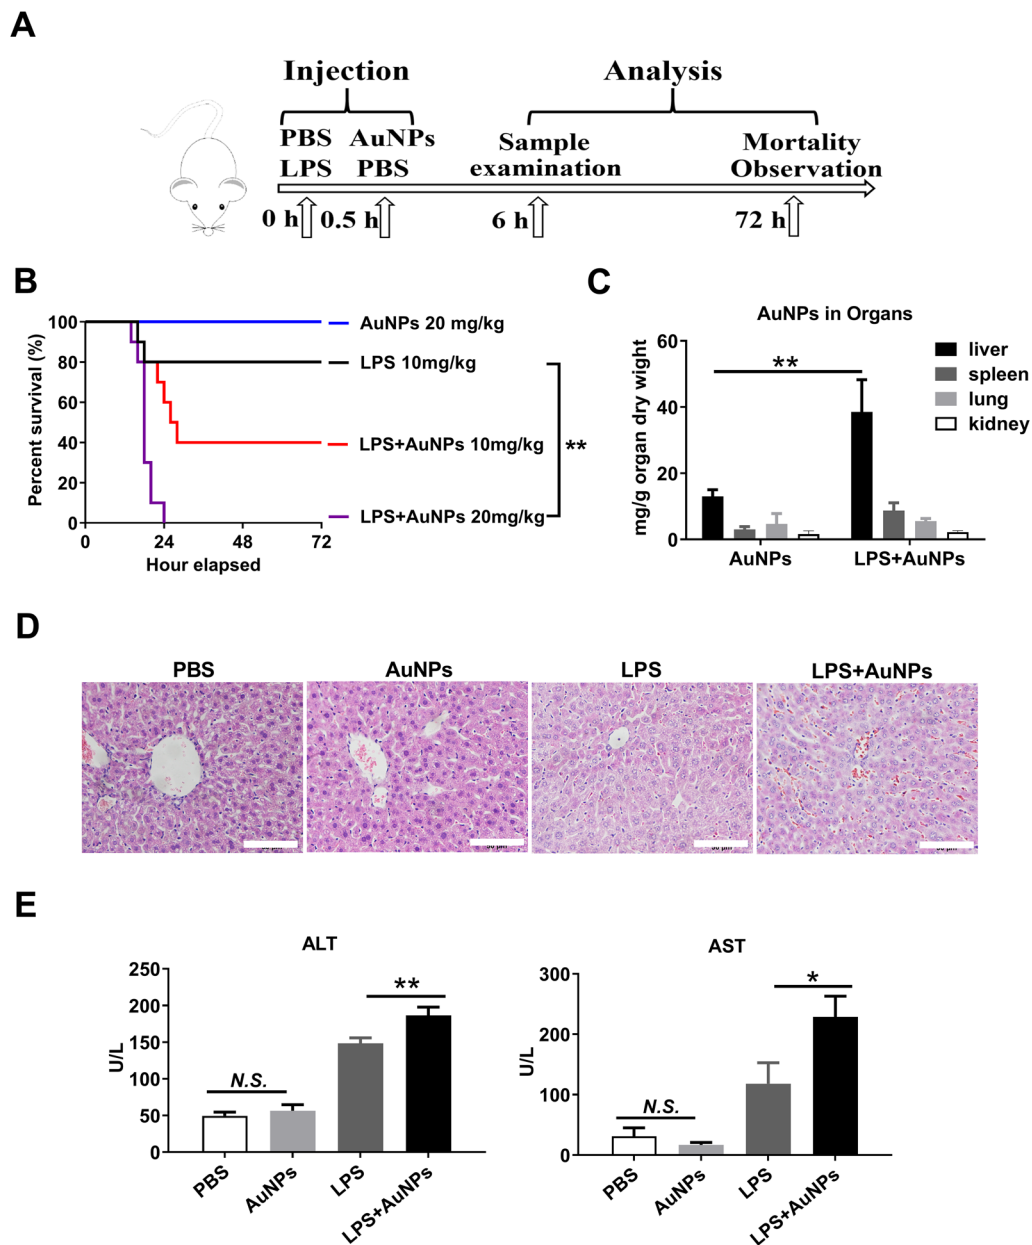 A
Injection
Analysis
PBS AuNPs
LPS PBS
Sample
examination
Mortality
Observation
0 h
0.5 h
6 h
72 h
B
Percent survival (%)
100
80
60
40
20
0
0
24
48
72
Hour elapsed
AuNPs 20 mg/kg
LPS 10mg/kg
LPS+AuNPs 10mg/kg
LPS+AuNPs 20mg/kg
**
C
AuNPs in Organs
mg/g organ dry wight
60
40
20
0
**
AuNPs
LPS+AuNPs
liver
spleen
lung
kidney
D
PBS
AuNPs
LPS
LPS+AuNPs
E
ALT
U/L
250
200
150
100
50
0
N.S.
**
PBS
AuNPs
LPS
LPS+AuNPs
AST
U/L
300
200
100
0
N.S.
*
PBS
AuNPs
LPS
LPS+AuNPs